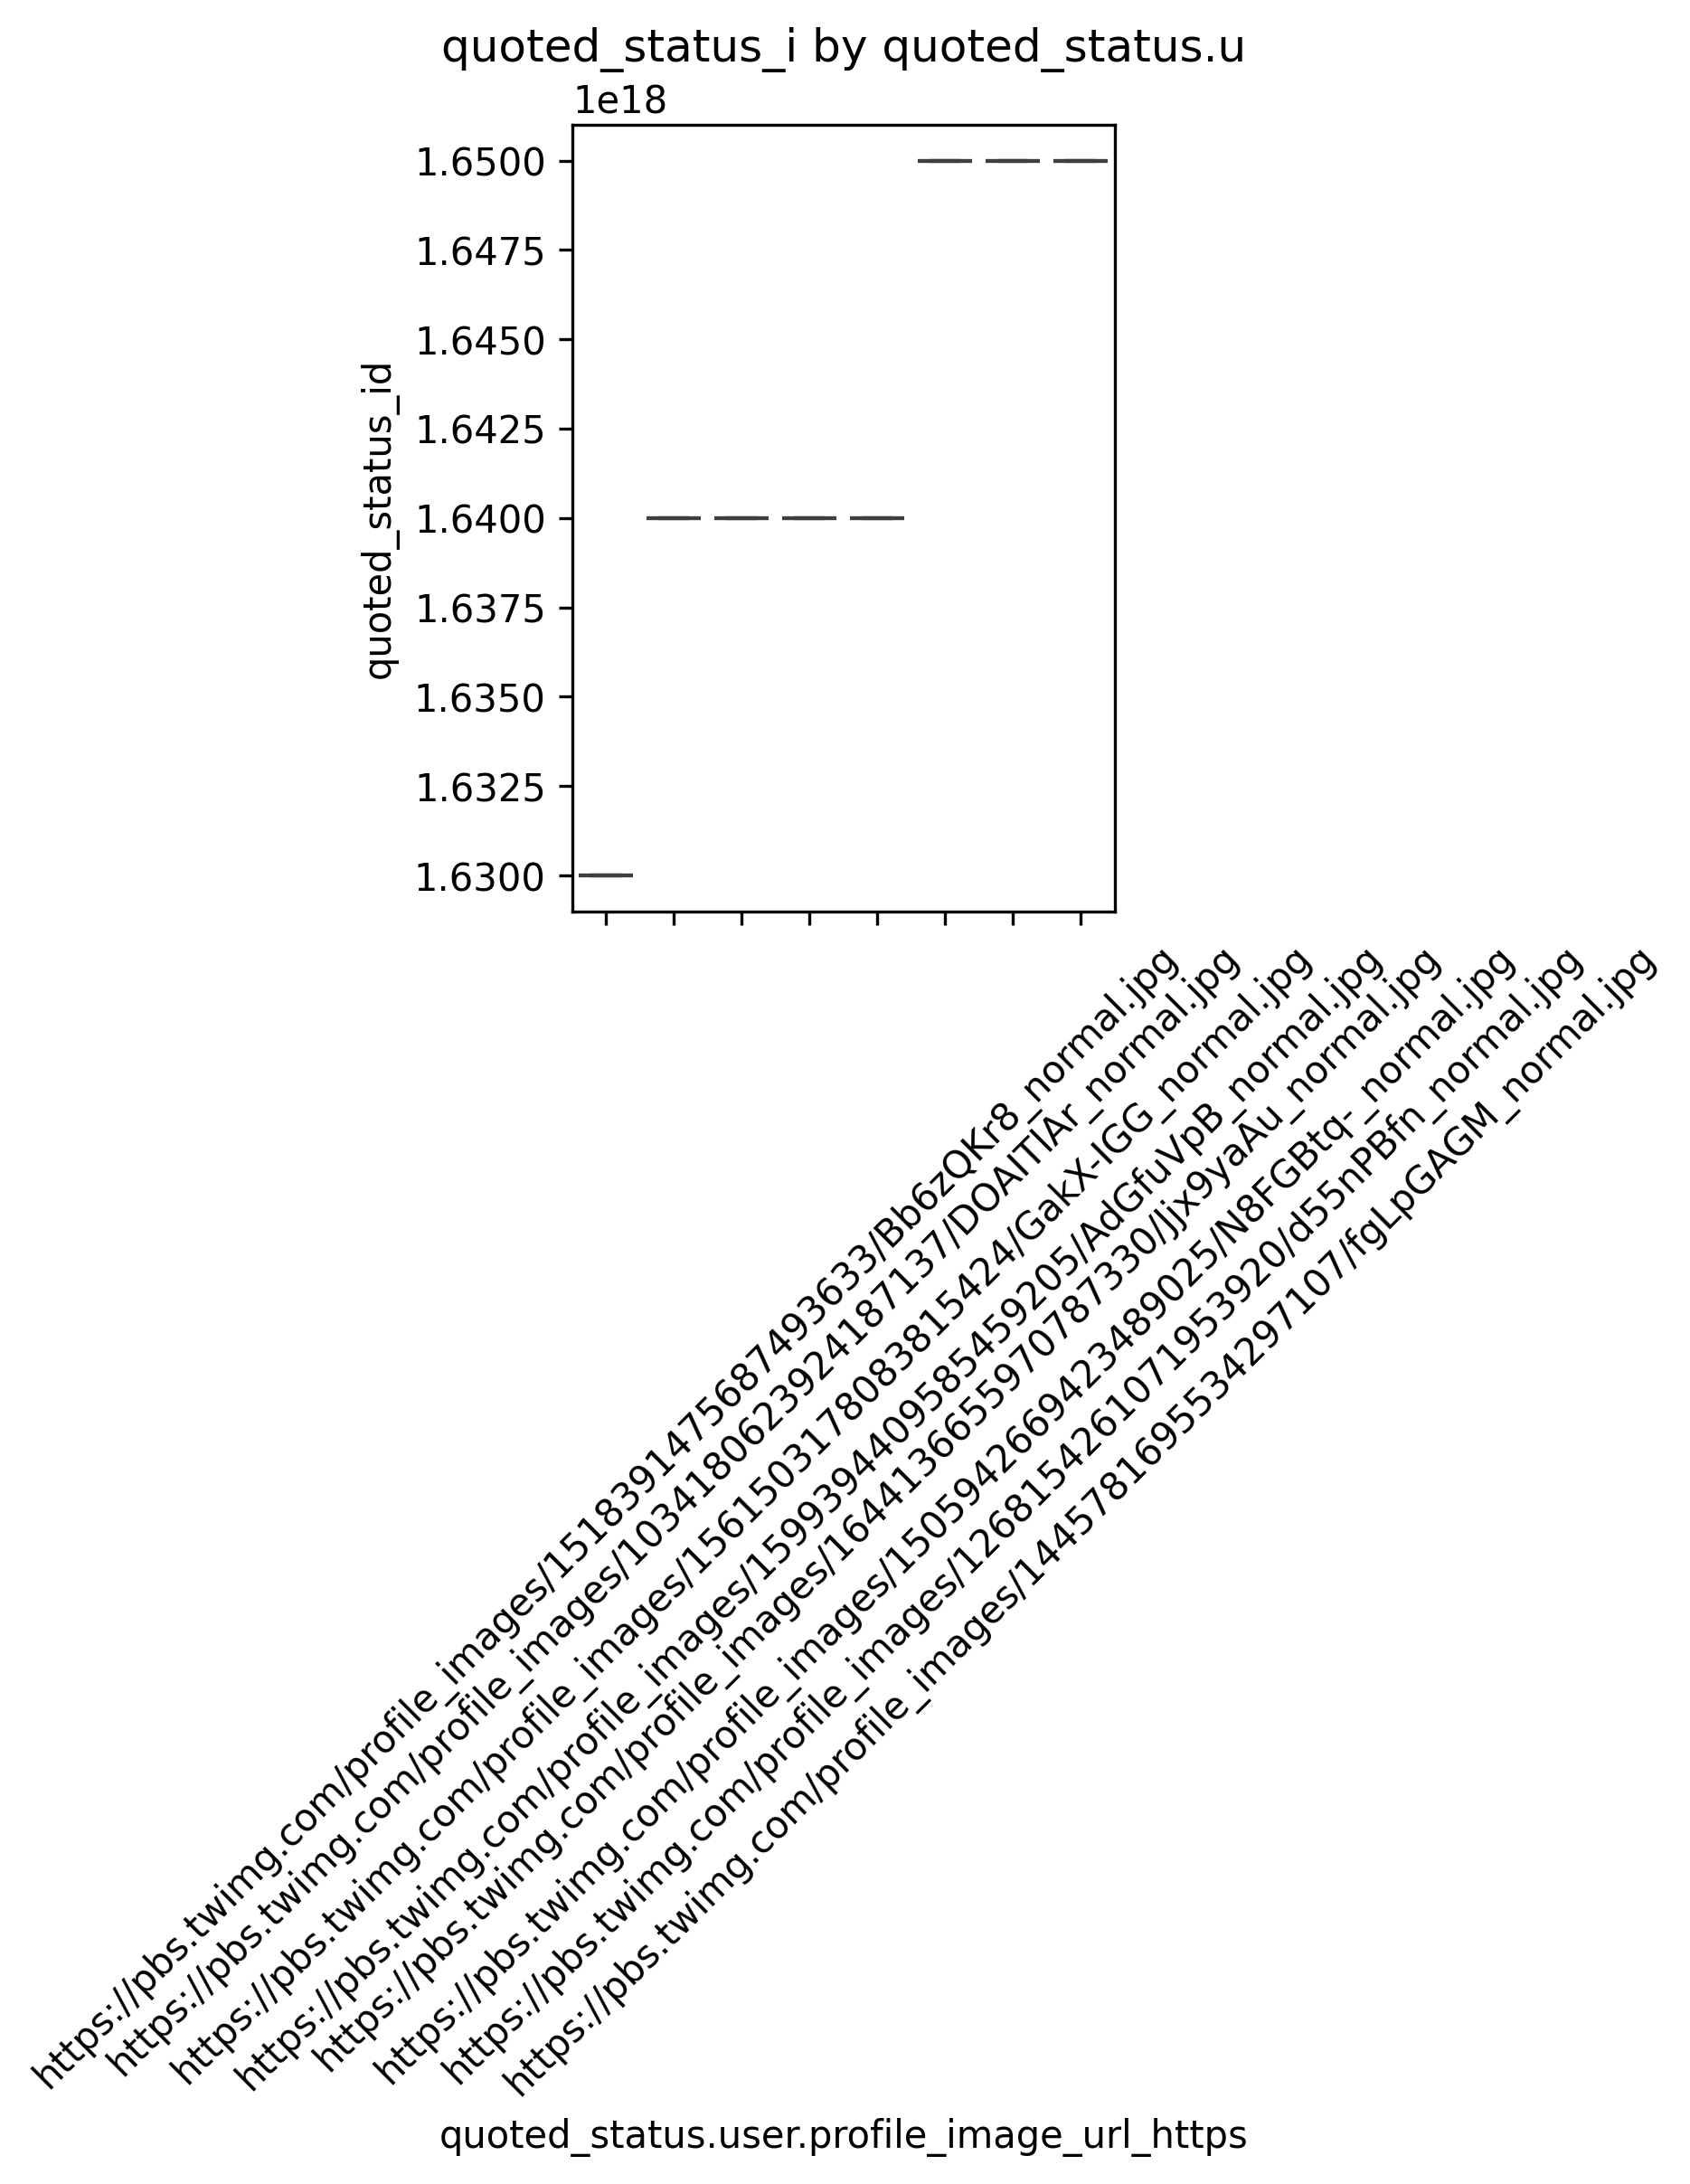 quoted_status_i by quoted_status.u
1e18
1.6500
1.6475
1.6450
1.6425
1.6400
1.6375
1.6350
1.6325
1.6300
quoted_status_id
https://pbs.twimg.com/profile_images/1518391475687493633/Bb6zQKr8_normal.jpg
https://pbs.twimg.com/profile_images/1034180623924187137/DOAITlAr_normal.jpg
https://pbs.twimg.com/profile_images/1561503178083815424/GakX-lGG_normal.jpg
https://pbs.twimg.com/profile_images/1599394409585459205/AdGfuVpB_normal.jpg
https://pbs.twimg.com/profile_images/1644136655970787330/Jjx9yaAu_normal.jpg
https://pbs.twimg.com/profile_images/1505942669423489025/N8FGBtq-_normal.jpg
https://pbs.twimg.com/profile_images/1268154261071953920/d55nPBfn_normal.jpg
https://pbs.twimg.com/profile_images/1445781695534297107/fgLpGAGM_normal.jpg
quoted_status.user.profile_image_url_https